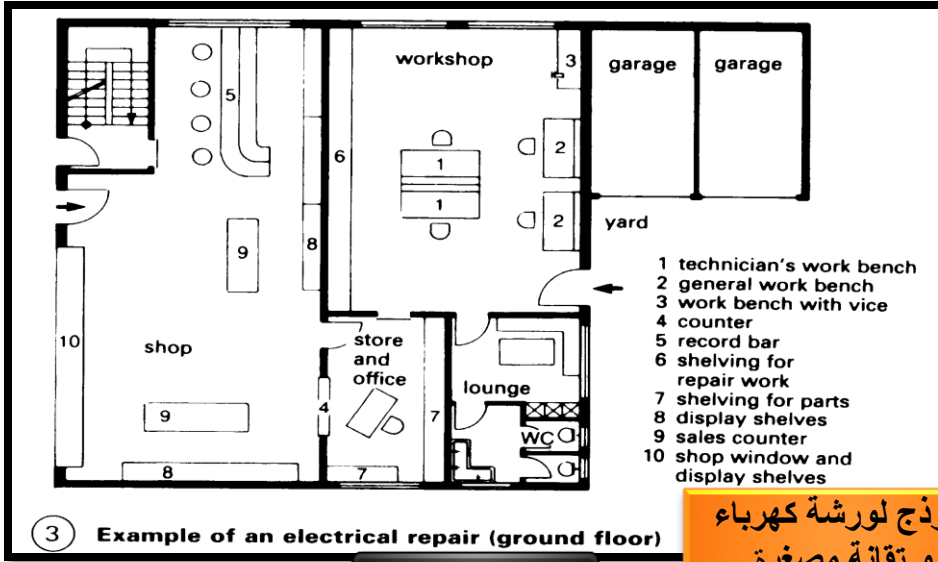 workshop
garage
garage
3
5
6
1
2
1
2
yard
9
8
1 technician's work bench
2 general work bench
3 work bench with vice
4 counter
5 record bar
6 shelving for
repair work
7 shelving for parts
8 display shelves
9 sales counter
10 shop window and
display shelves
10
shop
store
and
office
lounge
4
9
7
WC
8
7
3 Example of an electrical repair (ground floor)
لورشة كهرباء
وصغيرة